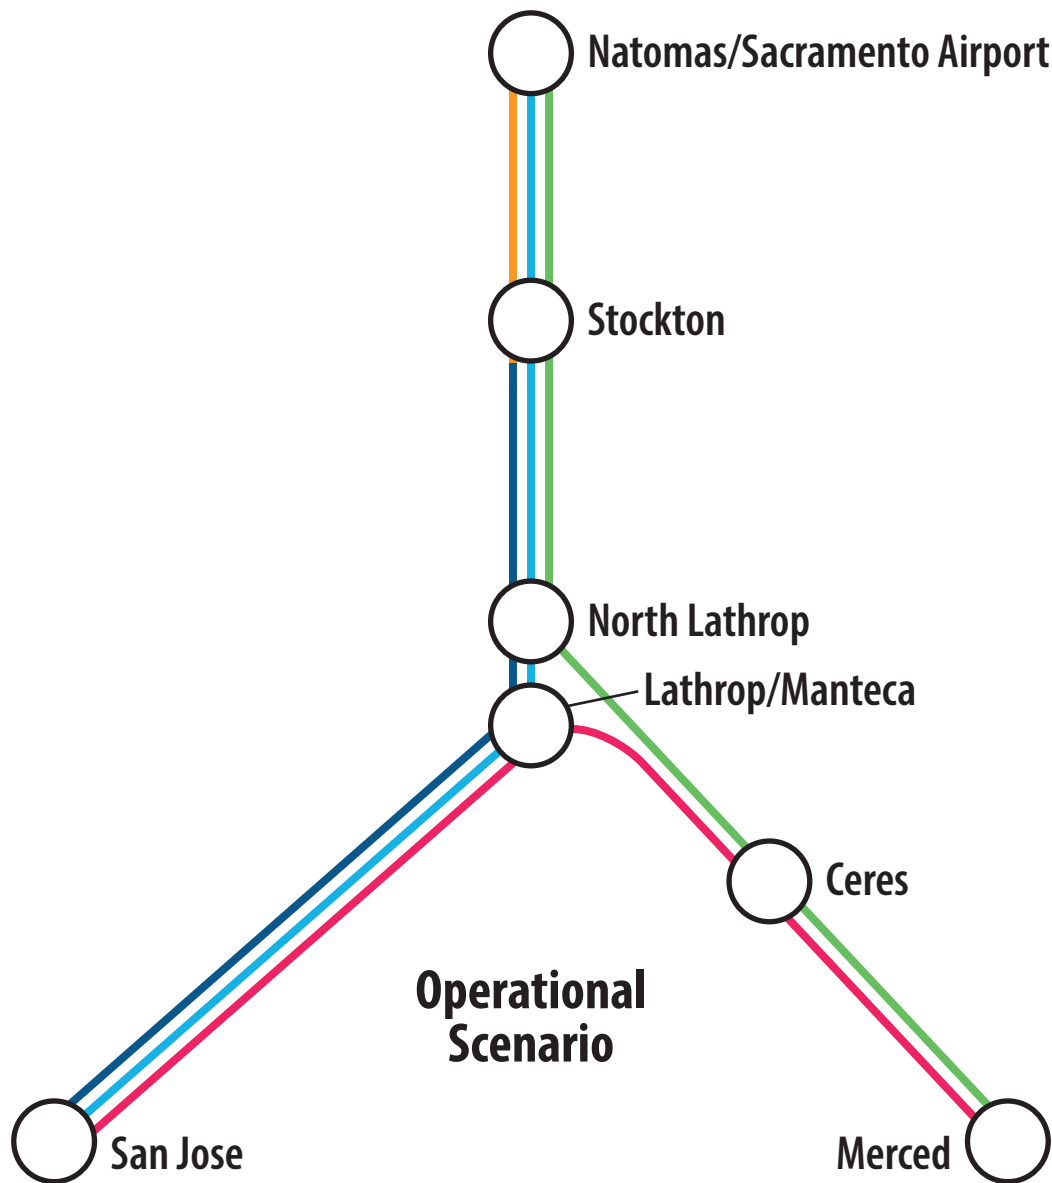 Natomas/Sacramento Airport
Stockton
North Lathrop
Lathrop/Manteca
Ceres
Operational
Scenario
San Jose
Merced